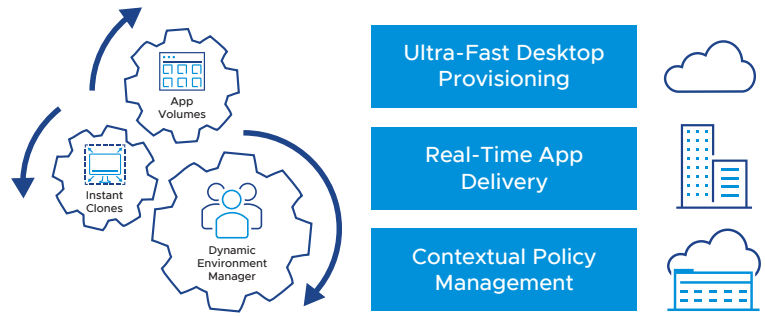 App
Volumes
Instant
Clones
Dynamic
Environment
Manager
Ultra-Fast Desktop
Provisioning
Real-Time App
Delivery
Contextual Policy
Management